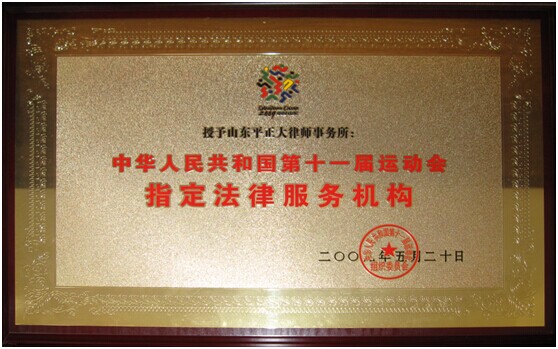 授予山东平正大律师事务所：
中华人民共和国第十一届运动会
指定法律服务机构
二〇〇九年五月二十日